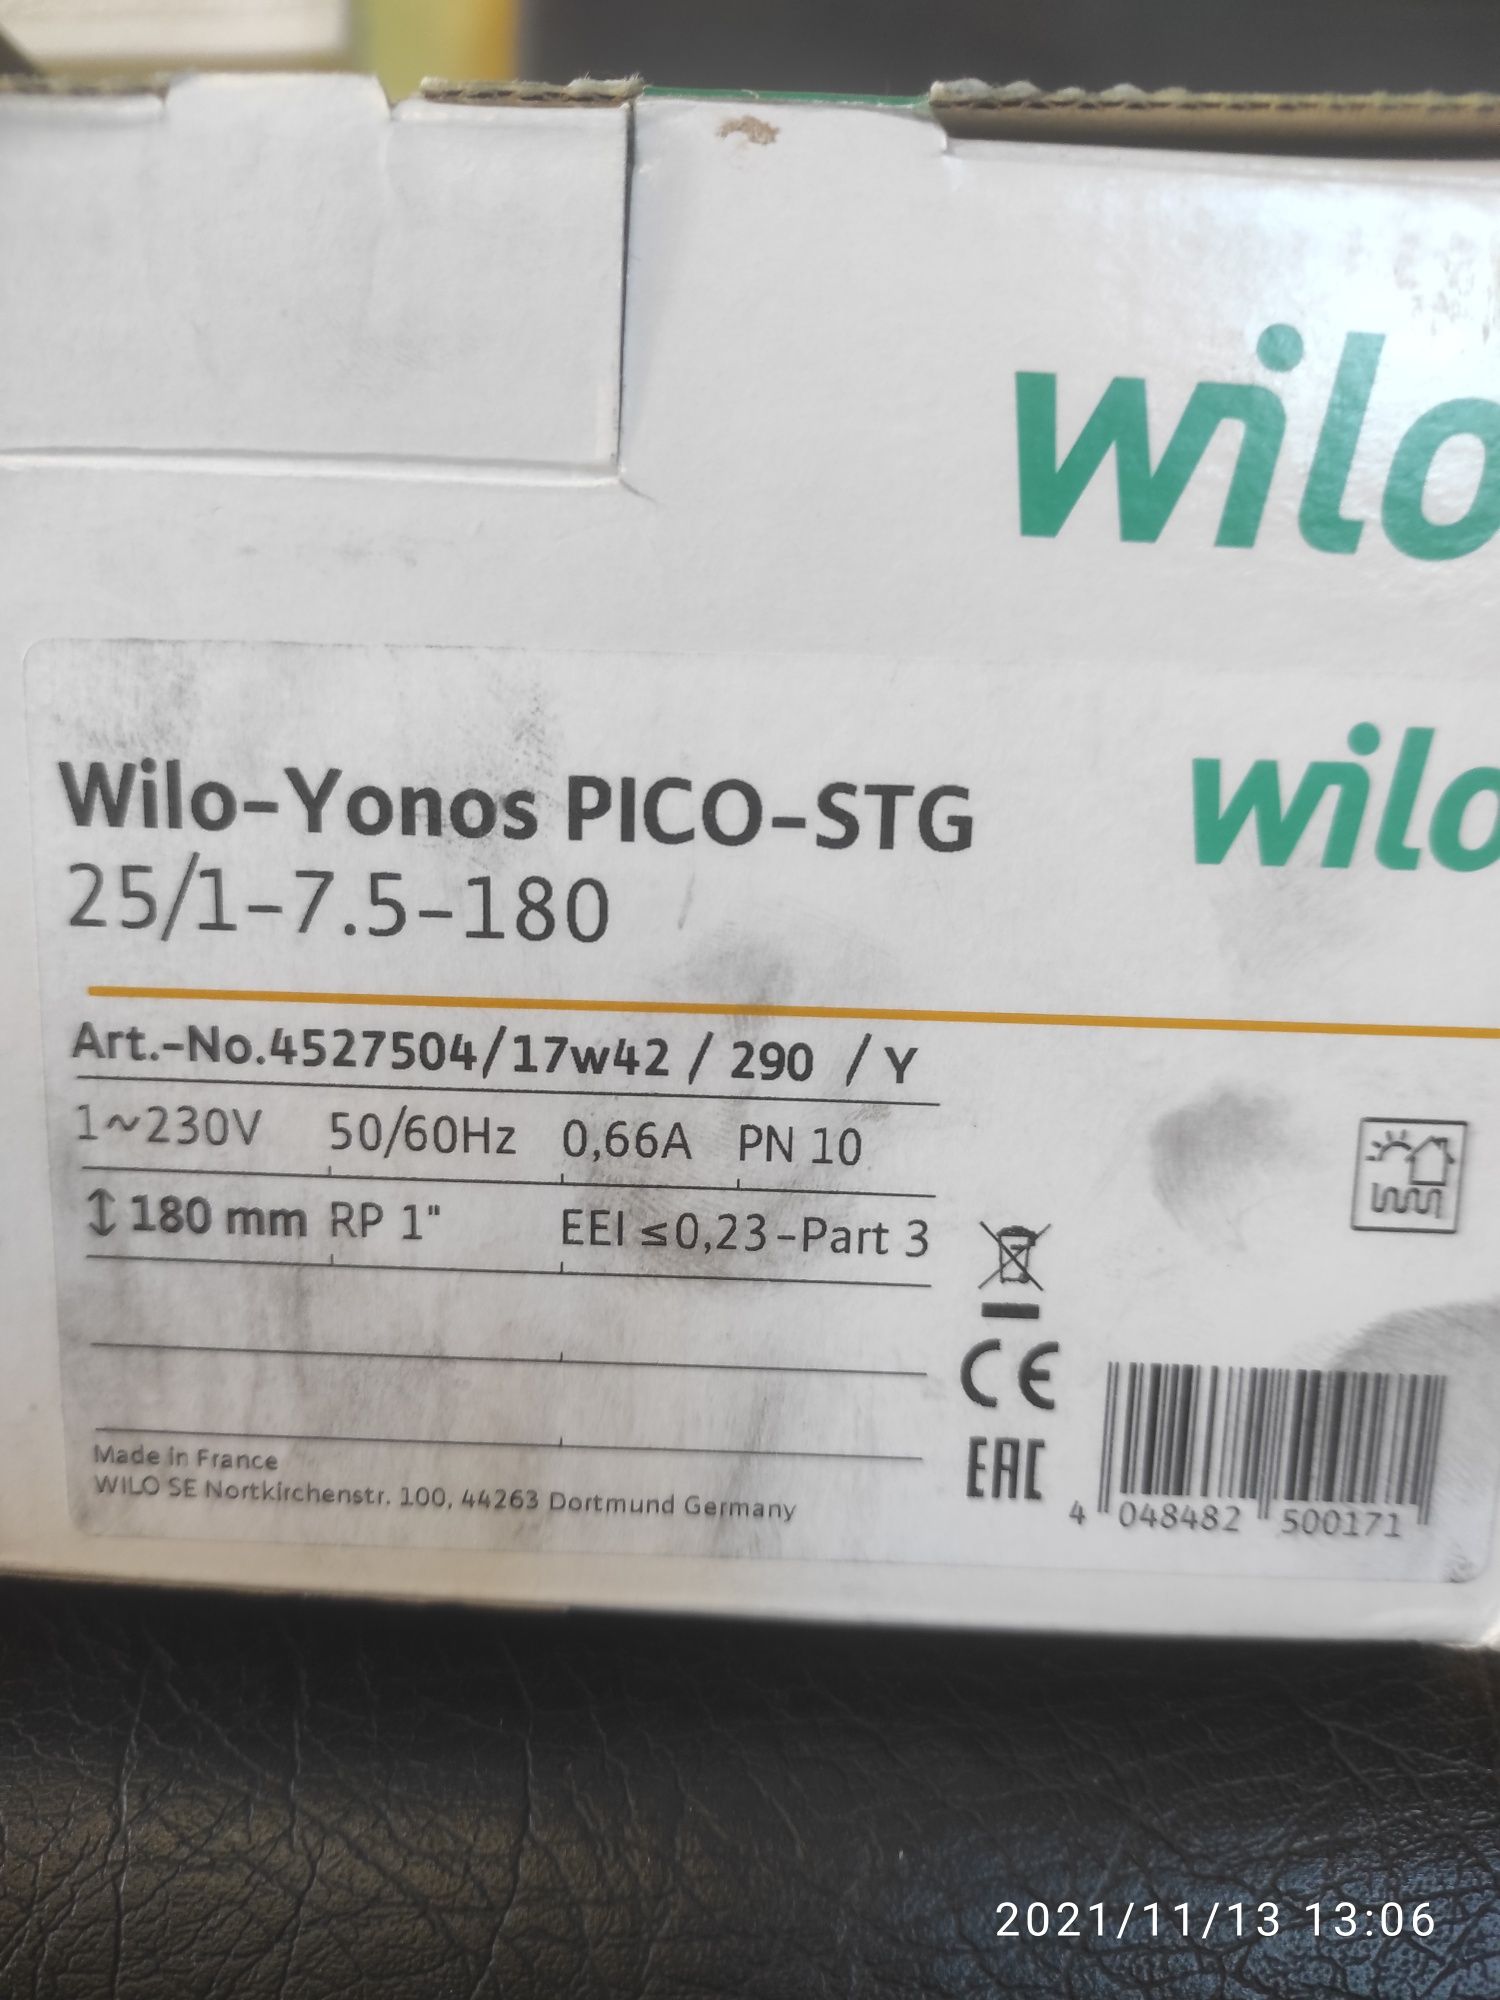 wilo
wilo
Wilo-Yonos PICO-STG
25/1-7.5-180
Art.-No.4527504/17w42 / 290 / Y
1~230V 50/60Hz 0,66A PN 10
↕ 180 mm RP 1" EEI ≤0,23-Part 3
CE
EAC
Made in France
WILO SE Nortkirchenstr. 100, 44263 Dortmund Germany
4 048482 500171
2021/11/13 13:06